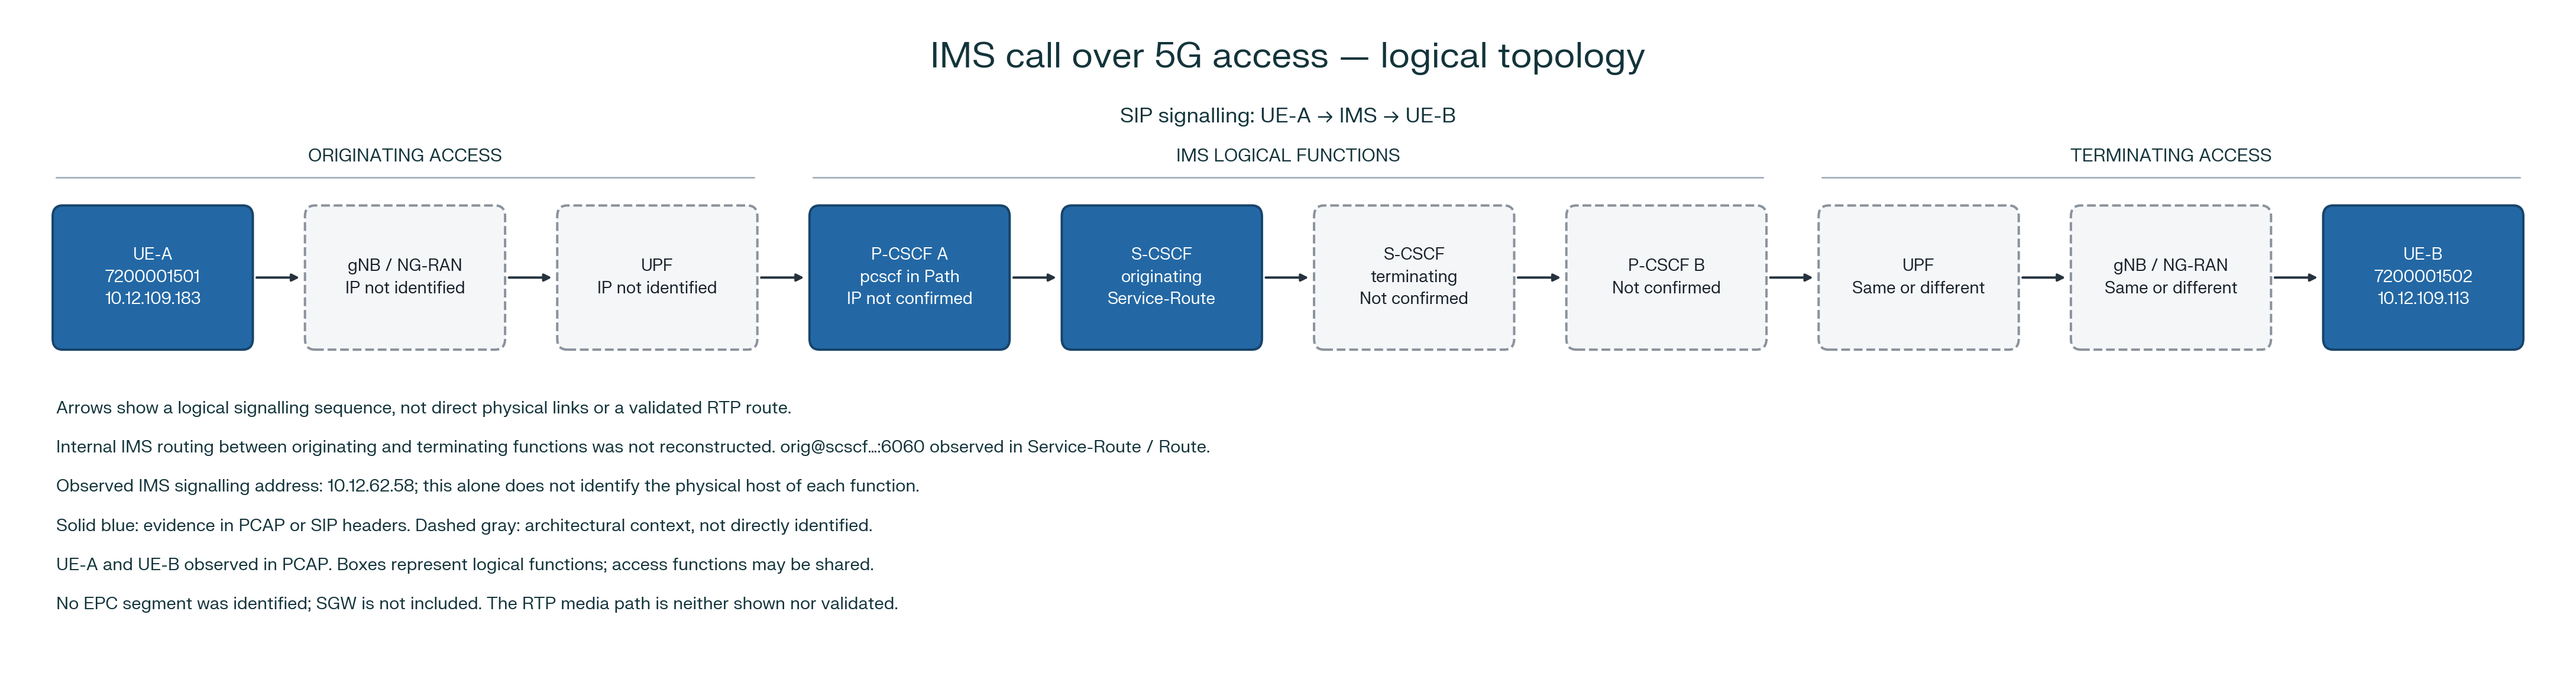 IMS call over 5G access — logical topology
SIP signalling: UE-A → IMS → UE-B
ORIGINATING ACCESS
IMS LOGICAL FUNCTIONS
TERMINATING ACCESS
UE-A
7200001501
10.12.109.183
gNB / NG-RAN
IP not identified
UPF
IP not identified
P-CSCF A
pcscf in Path
IP not confirmed
S-CSCF
originating
Service-Route
S-CSCF
terminating
Not confirmed
P-CSCF B
Not confirmed
UPF
Same or different
gNB / NG-RAN
Same or different
UE-B
7200001502
10.12.109.113
Arrows show a logical signalling sequence, not direct physical links or a validated RTP route.
Internal IMS routing between originating and terminating functions was not reconstructed. orig@scscf…:6060 observed in Service-Route / Route.
Observed IMS signalling address: 10.12.62.58; this alone does not identify the physical host of each function.
Solid blue: evidence in PCAP or SIP headers. Dashed gray: architectural context, not directly identified.
UE-A and UE-B observed in PCAP. Boxes represent logical functions; access functions may be shared.
No EPC segment was identified; SGW is not included. The RTP media path is neither shown nor validated.